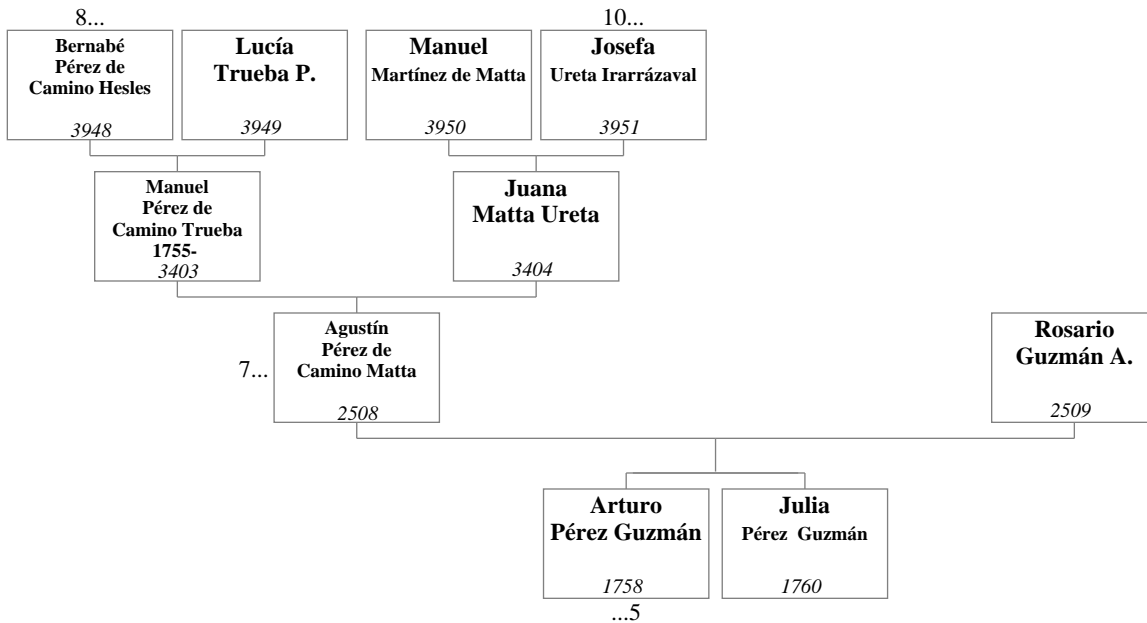 8...
10...
Bernabé
Pérez de
Camino Hesles
3948
Lucía
Trueba P.
3949
Manuel
Martínez de Matta
3950
Josefa
Ureta Irarrázaval
3951
Manuel
Pérez de
Camino Trueba
1755-
3403
Juana
Matta Ureta
3404
7...
Agustín
Pérez de
Camino Matta
2508
Rosario
Guzmán A.
2509
Arturo
Pérez Guzmán
1758
Julia
Pérez  Guzmán
1760
...5